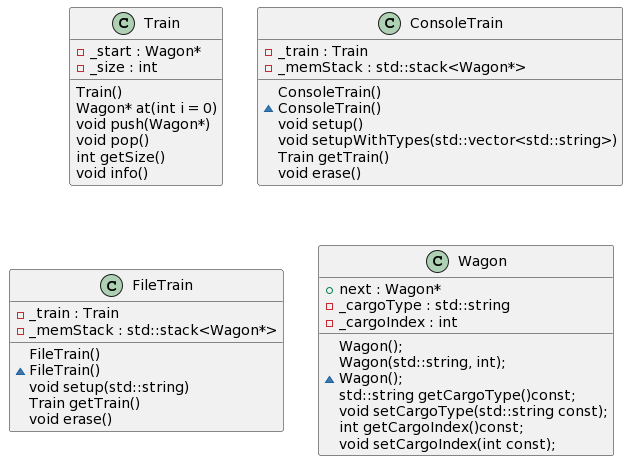 C Train
_start : Wagon*
_size : int
Train()
Wagon* at(int i = 0)
void push(Wagon*)
void pop()
int getSize()
void info()
C ConsoleTrain
_train : Train
_memStack : std::stack<Wagon*>
ConsoleTrain()
ConsoleTrain()
void setup()
void setupWithTypes(std::vector<std::string>)
Train getTrain()
void erase()
C FileTrain
_train : Train
_memStack : std::stack<Wagon*>
FileTrain()
FileTrain()
void setup(std::string)
Train getTrain()
void erase()
C Wagon
next : Wagon*
_cargoType : std::string
_cargoIndex : int
Wagon();
Wagon(std::string, int);
Wagon();
std::string getCargoType()const;
void setCargoType(std::string const);
int getCargoIndex()const;
void setCargoIndex(int const);